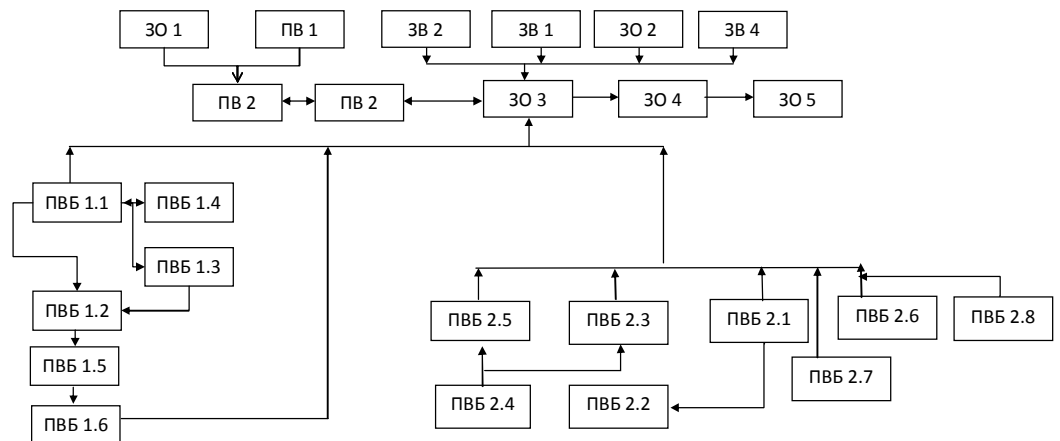 ЗО 1
ПВ 1
ЗВ 2
ЗВ 1
ЗО 2
ЗВ 4
ПВ 2
ПВ 2
ЗО 3
ЗО 4
ЗО 5
ПВБ 1.1
ПВБ 1.4
ПВБ 1.3
ПВБ 1.2
ПВБ 1.5
ПВБ 1.6
ПВБ 2.5
ПВБ 2.3
ПВБ 2.1
ПВБ 2.6
ПВБ 2.8
ПВБ 2.7
ПВБ 2.4
ПВБ 2.2